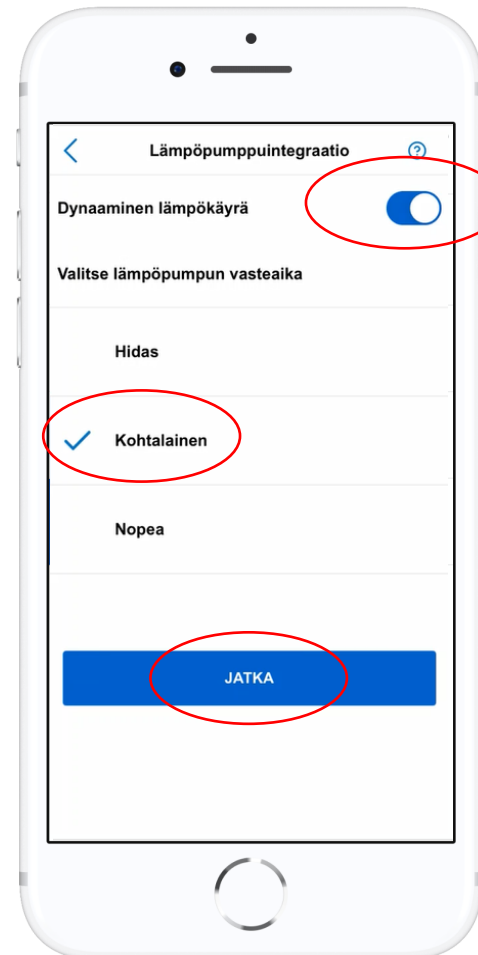 Lämpöpumppuintegraatio ?
Dynaaminen lämpökäyrä
Valitse lämpöpumpun vasteaika
Hidas
Kohtalainen
Nopea
JATKA